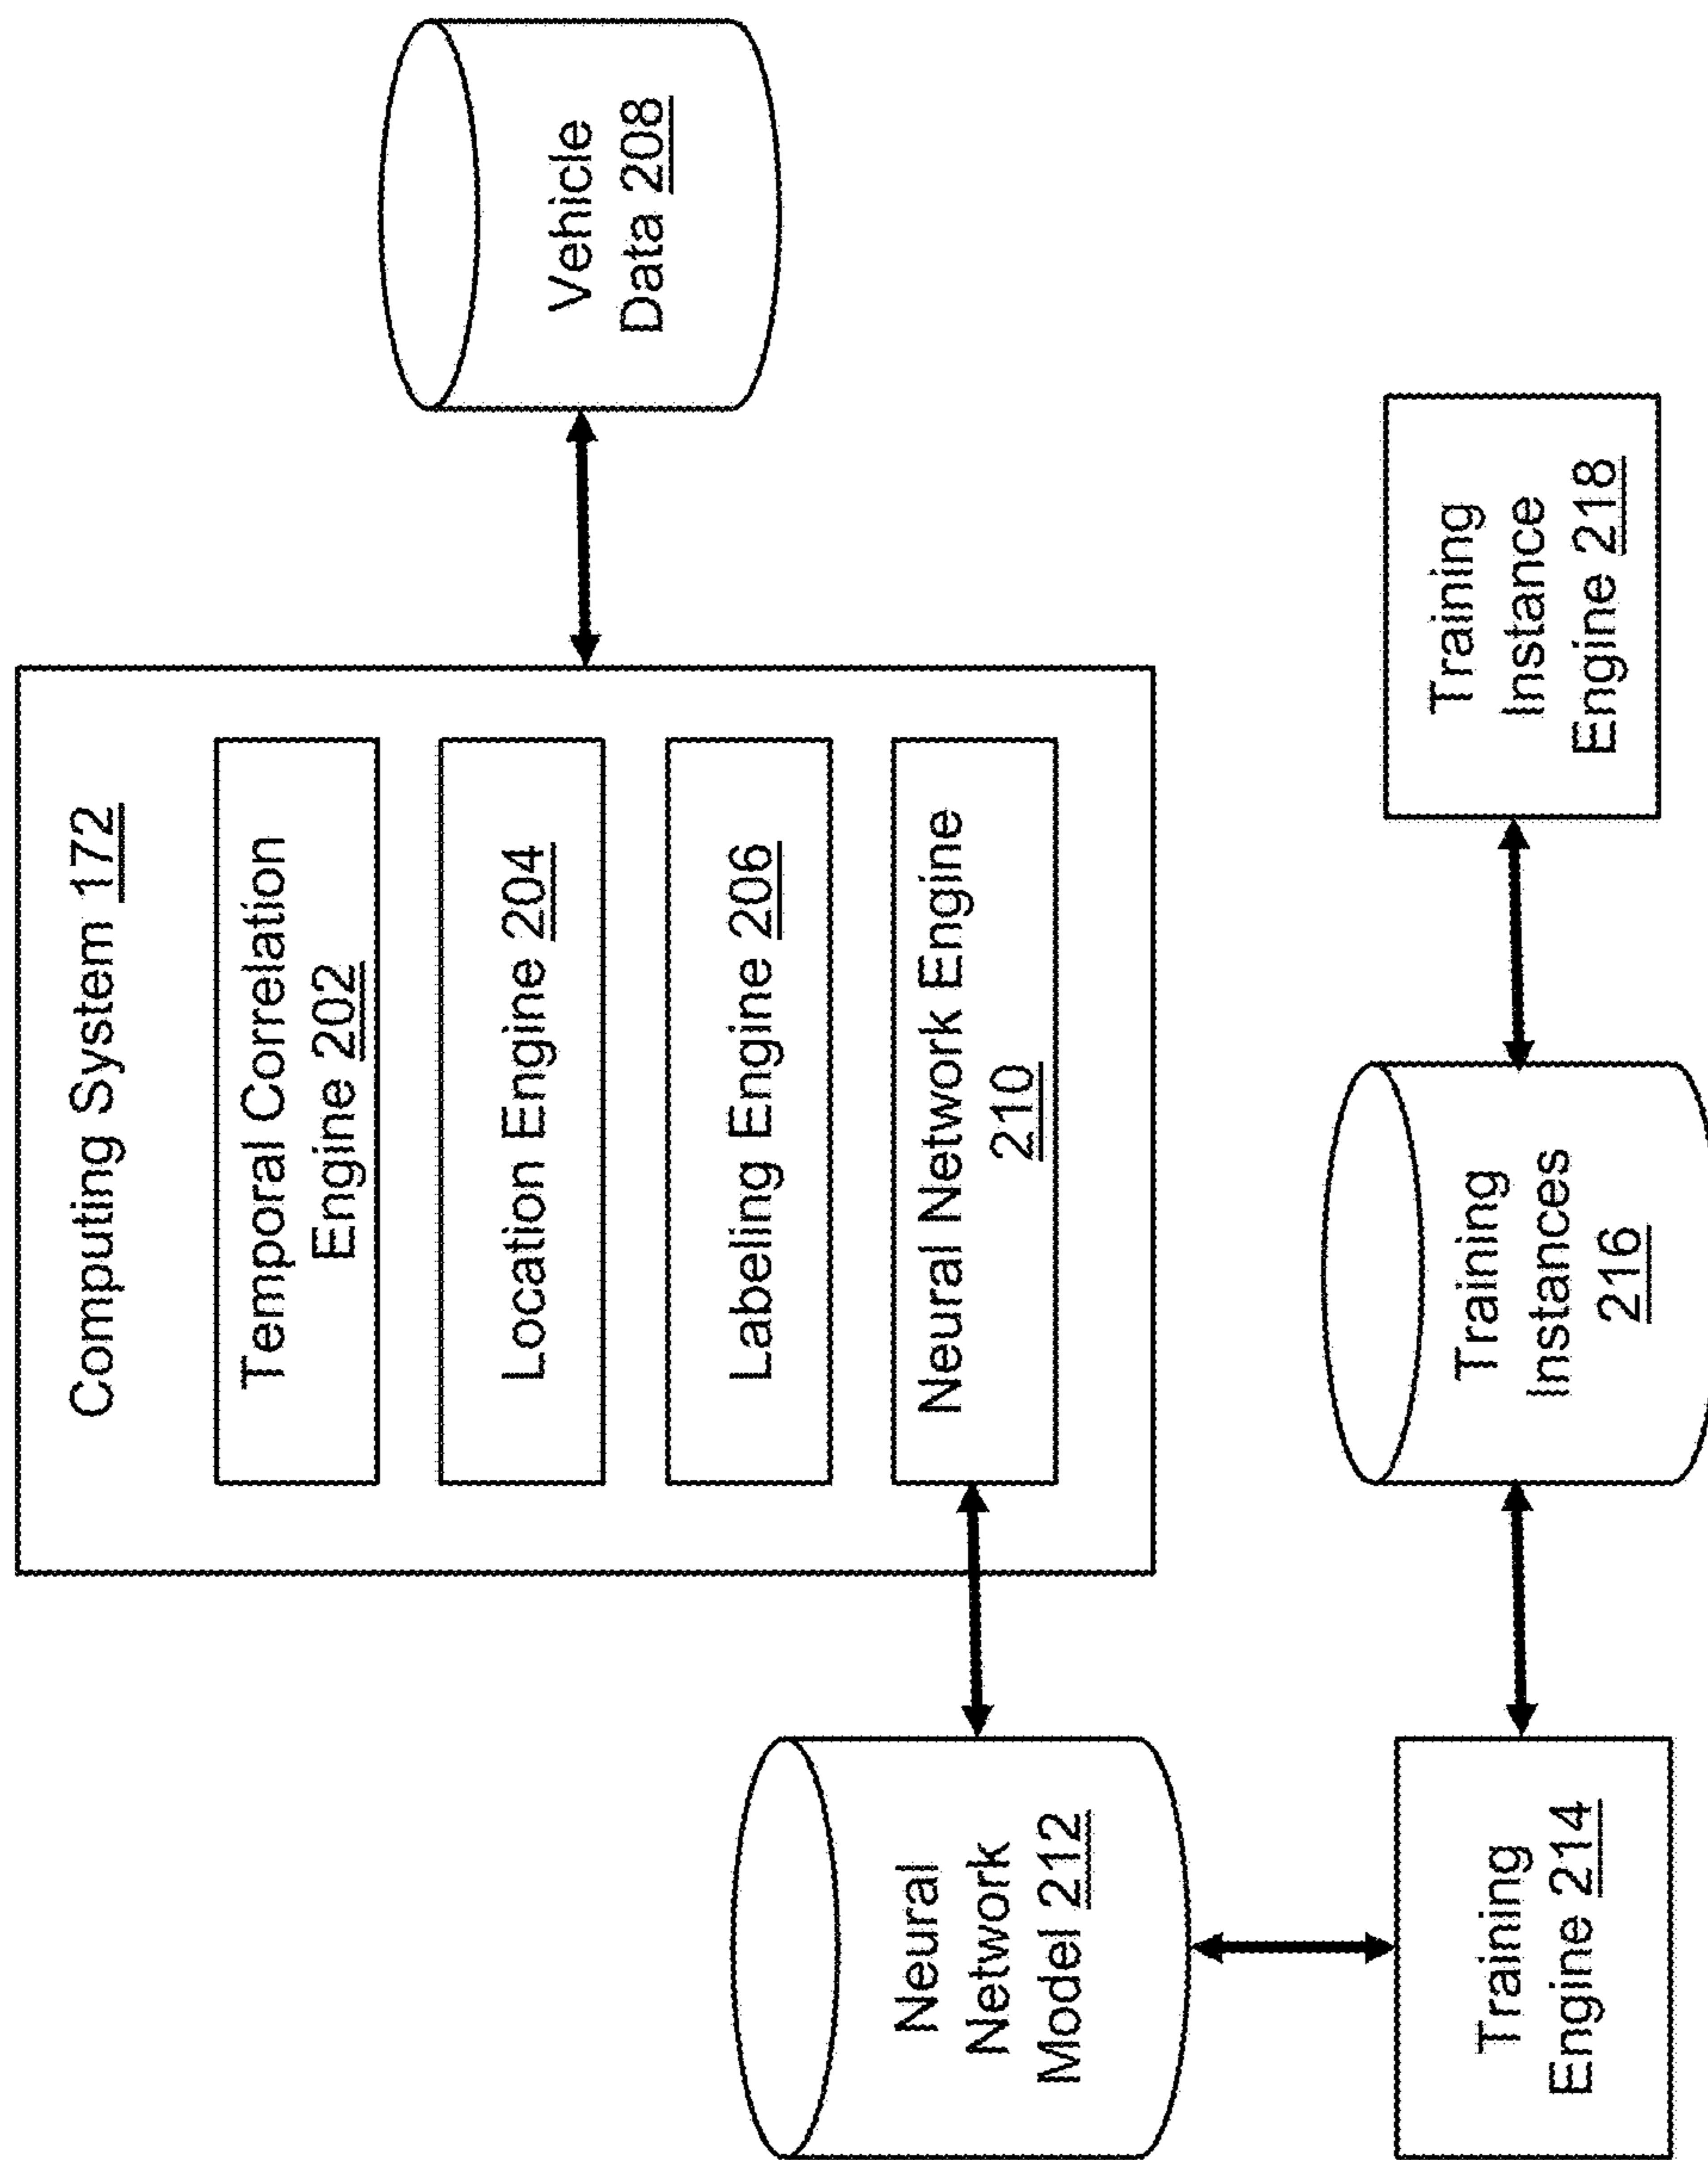 Computing System 172
Temporal Correlation
Engine 202
Location Engine 204
Labeling Engine 206
Neural Network Engine
210
Vehicle
Data 208
Neural
Network
Model 212
Training
Engine 214
Training
Instances
216
Training
Instance
Engine 218